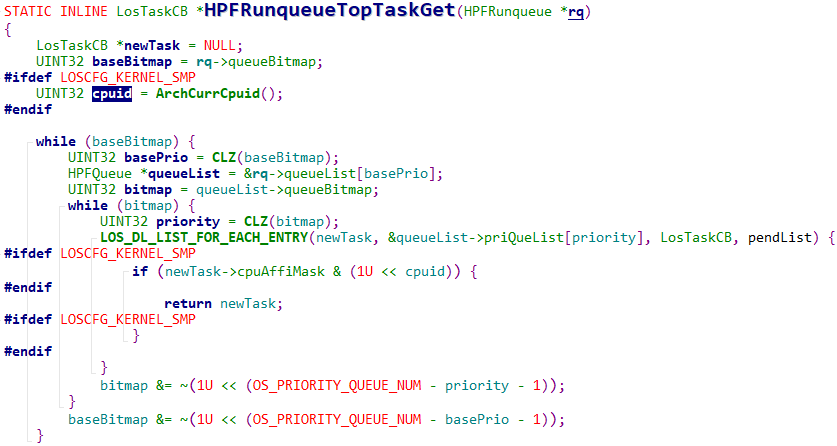 STATIC INLINE LosTaskCB *HPFRunqueueTopTaskGet(HPFRunqueue *rq)
{
    LosTaskCB *newTask = NULL;
    UINT32 baseBitmap = rq->queueBitmap;
#ifdef LOSCFG_KERNEL_SMP
    UINT32 cpuid = ArchCurrCpuid();
#endif

    while (baseBitmap) {
        UINT32 basePrio = CLZ(baseBitmap);
        HPFQueue *queueList = &rq->queueList[basePrio];
        UINT32 bitmap = queueList->queueBitmap;
        while (bitmap) {
            UINT32 priority = CLZ(bitmap);
            LOS_DL_LIST_FOR_EACH_ENTRY(newTask, &queueList->priQueList[priority], LosTaskCB, pendList) {
#ifdef LOSCFG_KERNEL_SMP
                if (newTask->cpuAffiMask & (1U << cpuid)) {
#endif
                    return newTask;
#ifdef LOSCFG_KERNEL_SMP
                }
#endif
            }
            bitmap &= ~(1U << (OS_PRIORITY_QUEUE_NUM - priority - 1));
        }
        baseBitmap &= ~(1U << (OS_PRIORITY_QUEUE_NUM - basePrio - 1));
    }